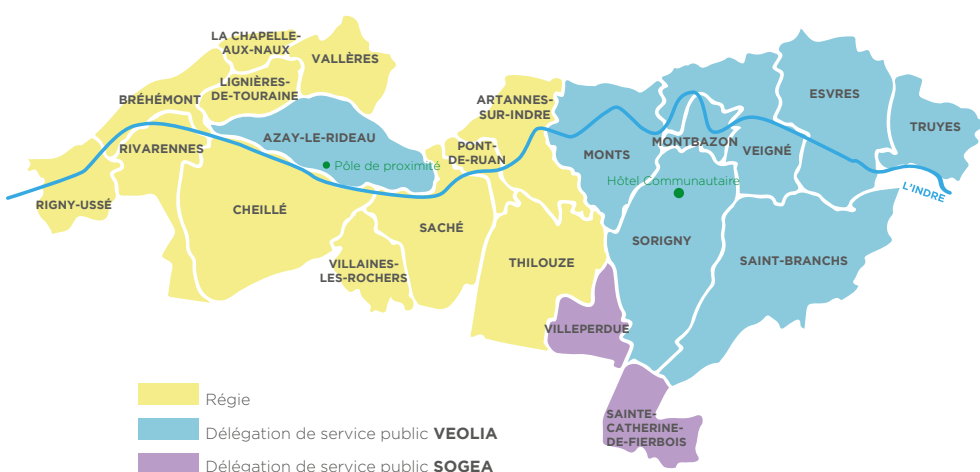 LA CHAPELLE-
AUX-NAUX
VALLÈRES
LIGNIÈRES-
DE-TOURAINE
BRÉHÉMONT
ARTANNES-
SUR-INDRE
ESVRES
AZAY-LE-RIDEAU
TRUYES
RIVARENNES
PONT-
DE-RUAN
MONTS
MONTBAZON
VEIGNÉ
Pôle de proximité
Hôtel Communautaire
L'INDRE
RIGNY-USSÉ
CHEILLÉ
SACHÉ
SORIGNY
VILLAINES-
LES-ROCHERS
THILOUZE
SAINT-BRANCHS
VILLEPERDUE
SAINTE-
CATHERINE-
DE-FIERBOIS
Régie
Délégation de service public VEOLIA
Délégation de service public SOGEA